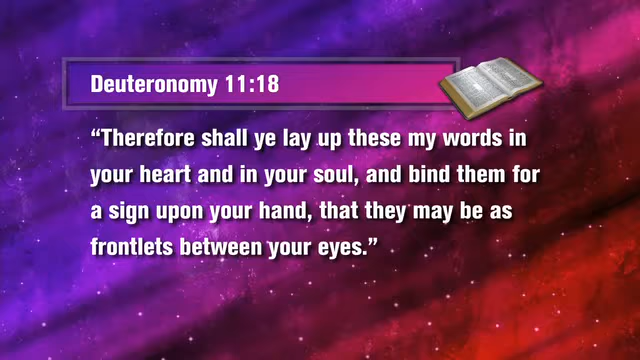 Deuteronomy 11:18
“Therefore shall ye lay up these my words in
your heart and in your soul, and bind them for
a sign upon your hand, that they may be as
frontlets between your eyes.”